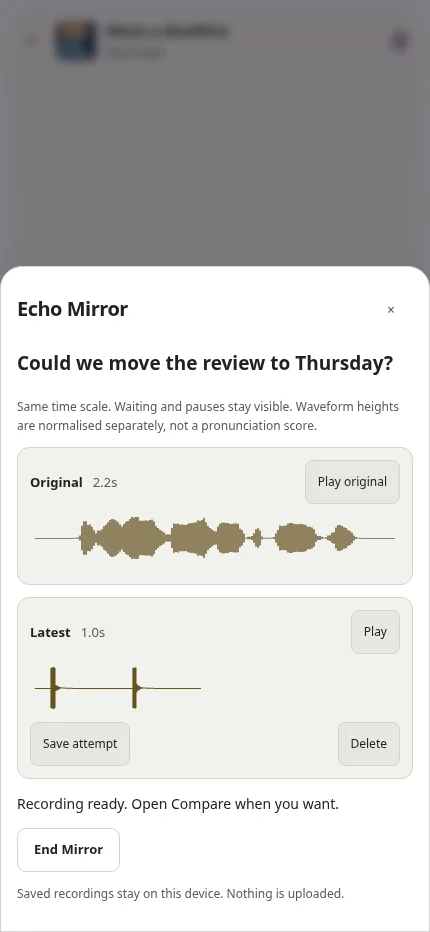 Echo Mirror
×
Could we move the review to Thursday?
Same time scale. Waiting and pauses stay visible. Waveform heights
are normalised separately, not a pronunciation score.
Original 2.2s
Play original
Latest 1.0s
Play
Save attempt
Delete
Recording ready. Open Compare when you want.
End Mirror
Saved recordings stay on this device. Nothing is uploaded.